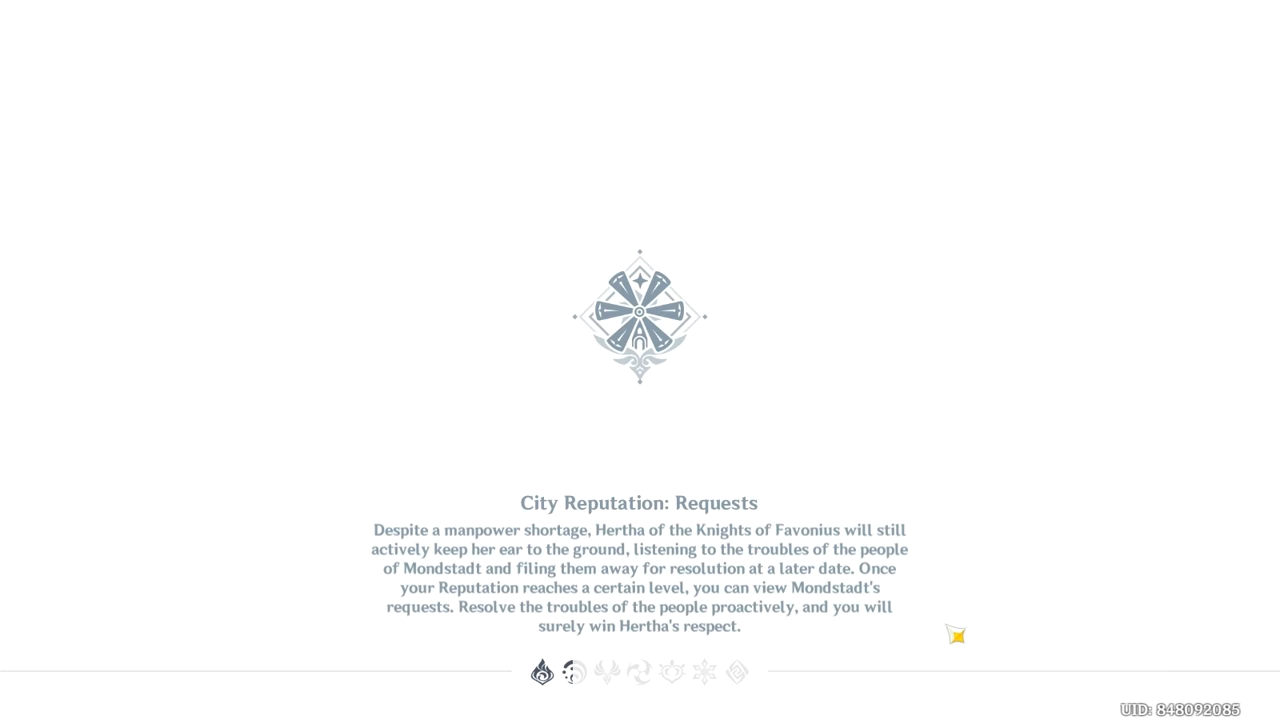 City Reputation: Requests
Despite a manpower shortage, Hertha of the Knights of Favonius will still
actively keep her ear to the ground, listening to the troubles of the people
of Mondstadt and filing them away for resolution at a later date. Once
your Reputation reaches a certain level, you can view Mondstadt's
requests. Resolve the troubles of the people proactively, and you will
surely win Hertha's respect.
UID: 848092085